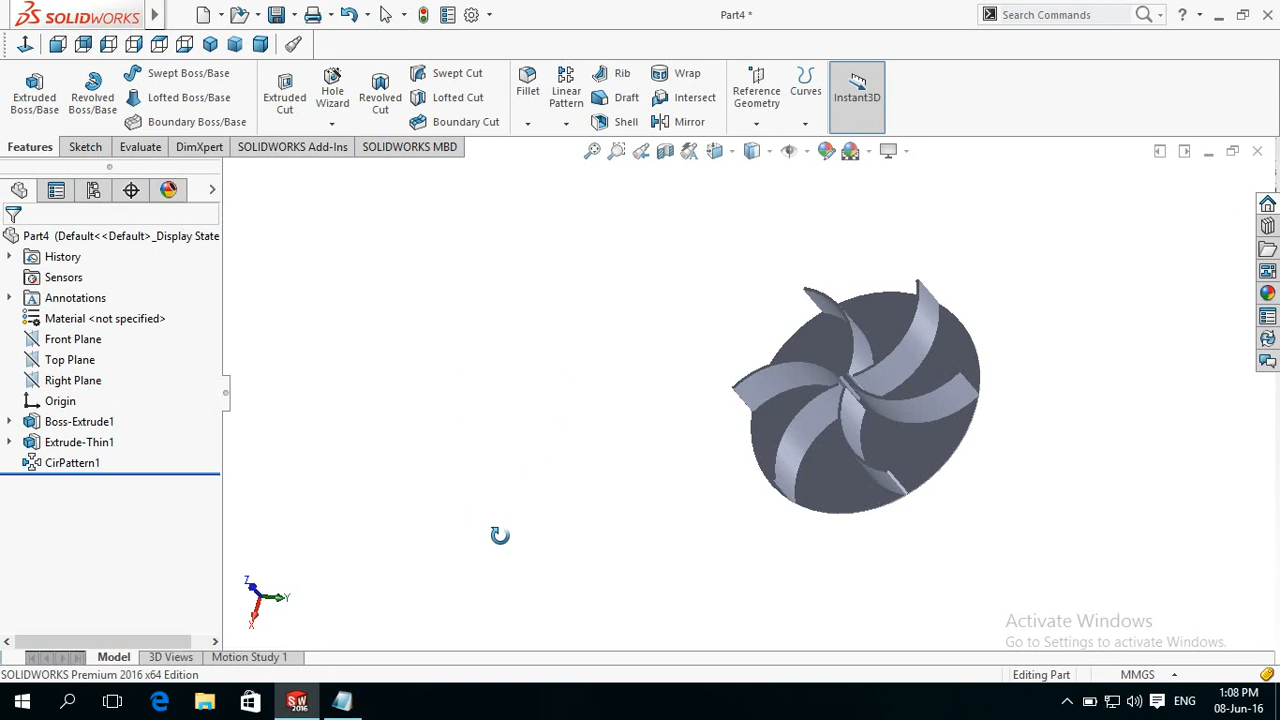 SOLIDWORKS
Part4 *
Search Commands
Extruded Boss/Base
Revolved Boss/Base
Swept Boss/Base
Lofted Boss/Base
Boundary Boss/Base
Extruded Cut
Hole Wizard
Revolved Cut
Swept Cut
Lofted Cut
Boundary Cut
Fillet
Linear Pattern
Rib
Draft
Shell
Wrap
Intersect
Mirror
Reference Geometry
Curves
Instant3D
Features
Sketch
Evaluate
DimXpert
SOLIDWORKS Add-Ins
SOLIDWORKS MBD
Part4 (Default<<Default>_Display State
History
Sensors
Annotations
Material <not specified>
Front Plane
Top Plane
Right Plane
Origin
Boss-Extrude1
Extrude-Thin1
CirPattern1
Z
Y
X
Activate Windows
Go to Settings to activate Windows.
Model
3D Views
Motion Study 1
SOLIDWORKS Premium 2016 x64 Edition
Editing Part
MMGS
ENG
1:08 PM
08-Jun-16